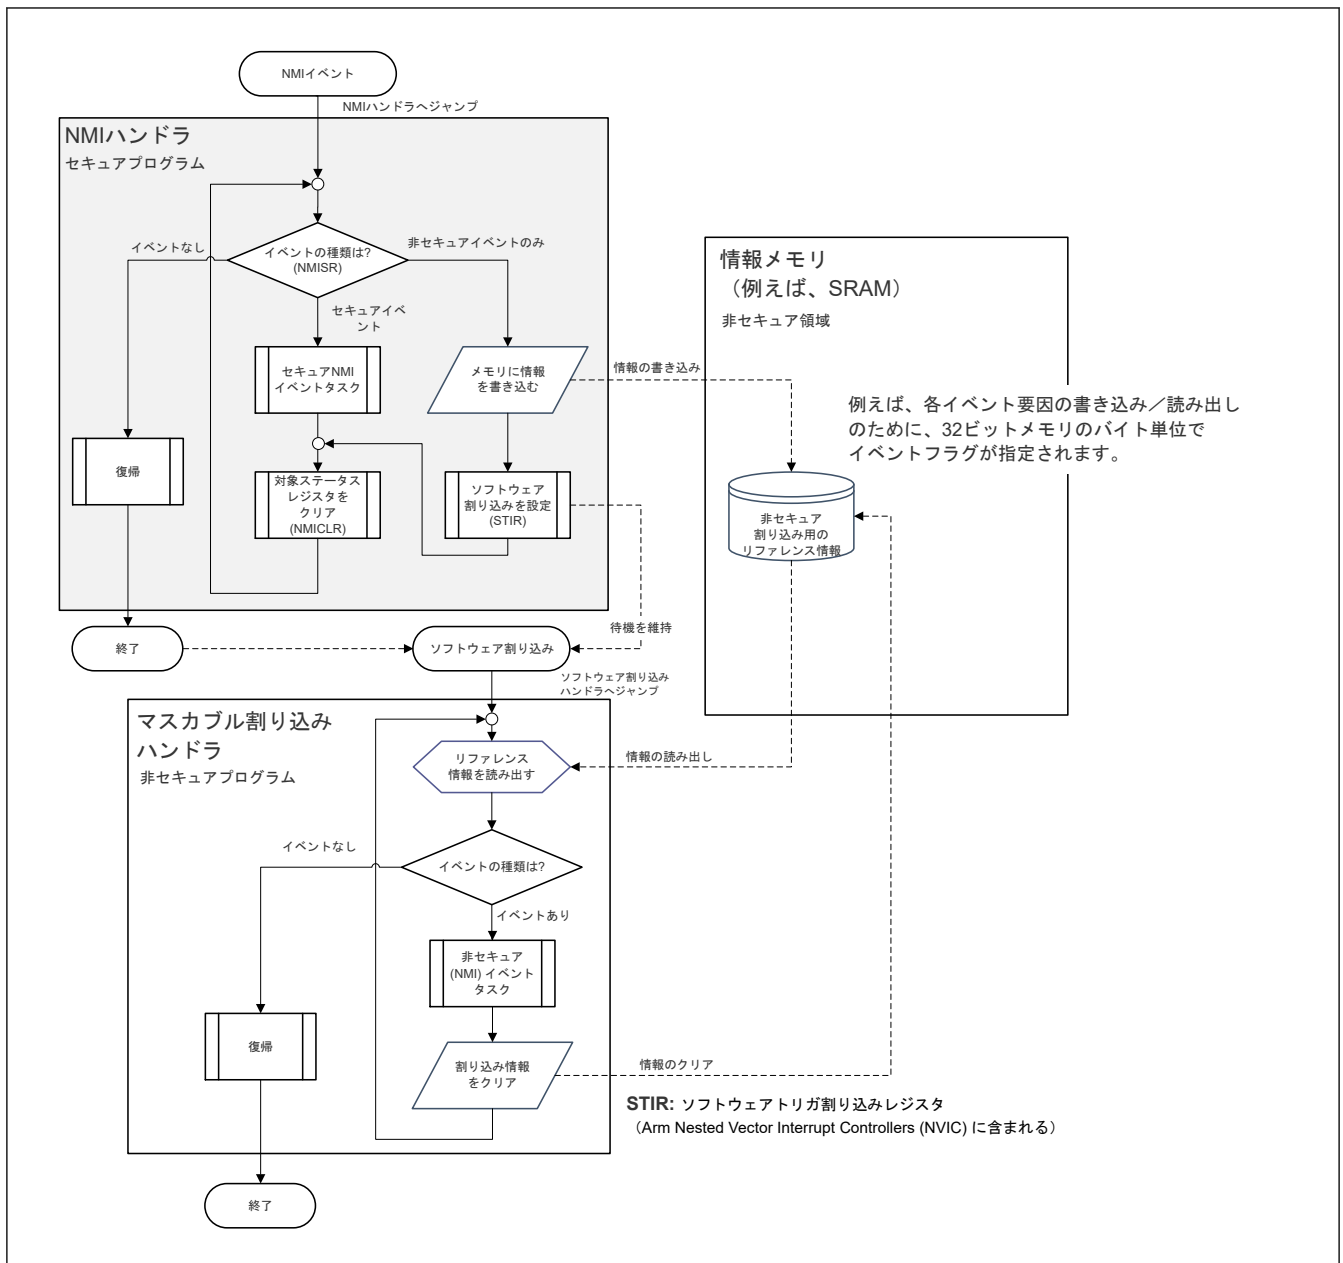 NMIイベント
NMIハンドラへジャンプ
NMIハンドラ
セキュアプログラム
イベントなし
イベントの種類は?
(NMISR)
非セキュアイベントのみ
セキュアイベ
ント
セキュアNMI
イベントタスク
メモリに情報
を書き込む
情報の書き込み
復帰
対象ステータス
レジスタを
クリア
(NMICLR)
ソフトウェア
割り込みを設定
(STIR)
待機を維持
終了
ソフトウェア割り込み
ソフトウェア割り込み
ハンドラへジャンプ
情報メモリ
（例えば、SRAM）
非セキュア領域
例えば、各イベント要因の書き込み／読み出し
のために、32ビットメモリのバイト単位で
イベントフラグが指定されます。
非セキュア
割り込み用の
リファレンス情報
マスカブル割り込み
ハンドラ
非セキュアプログラム
リファレンス
情報を読み出す
情報の読み出し
イベントなし
イベントの種類は?
イベントあり
非セキュア
(NMI) イベント
タスク
復帰
割り込み情報
をクリア
情報のクリア
STIR: ソフトウェアトリガ割り込みレジスタ
（Arm Nested Vector Interrupt Controllers (NVIC) に含まれる）
終了